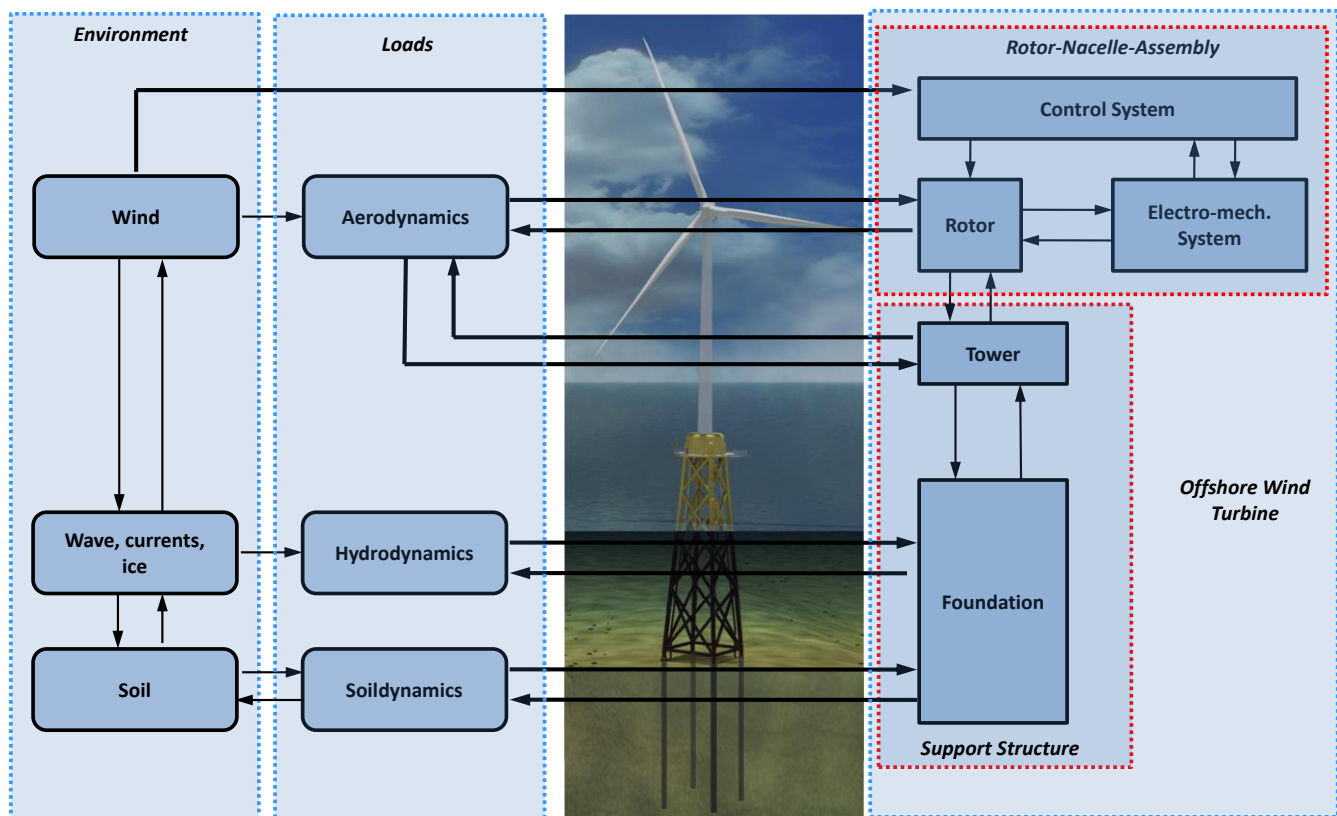 Environment
Loads
Rotor-Nacelle-Assembly
Control System
Wind
Aerodynamics
Rotor
Electro-mech.
System
Tower
Wave, currents,
ice
Hydrodynamics
Foundation
Offshore Wind
Turbine
Soil
Soildynamics
Support Structure